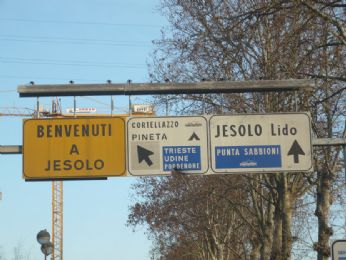 BENVENUTI
A
JESOLO
CORTELLAZZO
PINETA
TRIESTE
UDINE
PORDENONE
JESOLO Lido
PUNTA SABBIONI